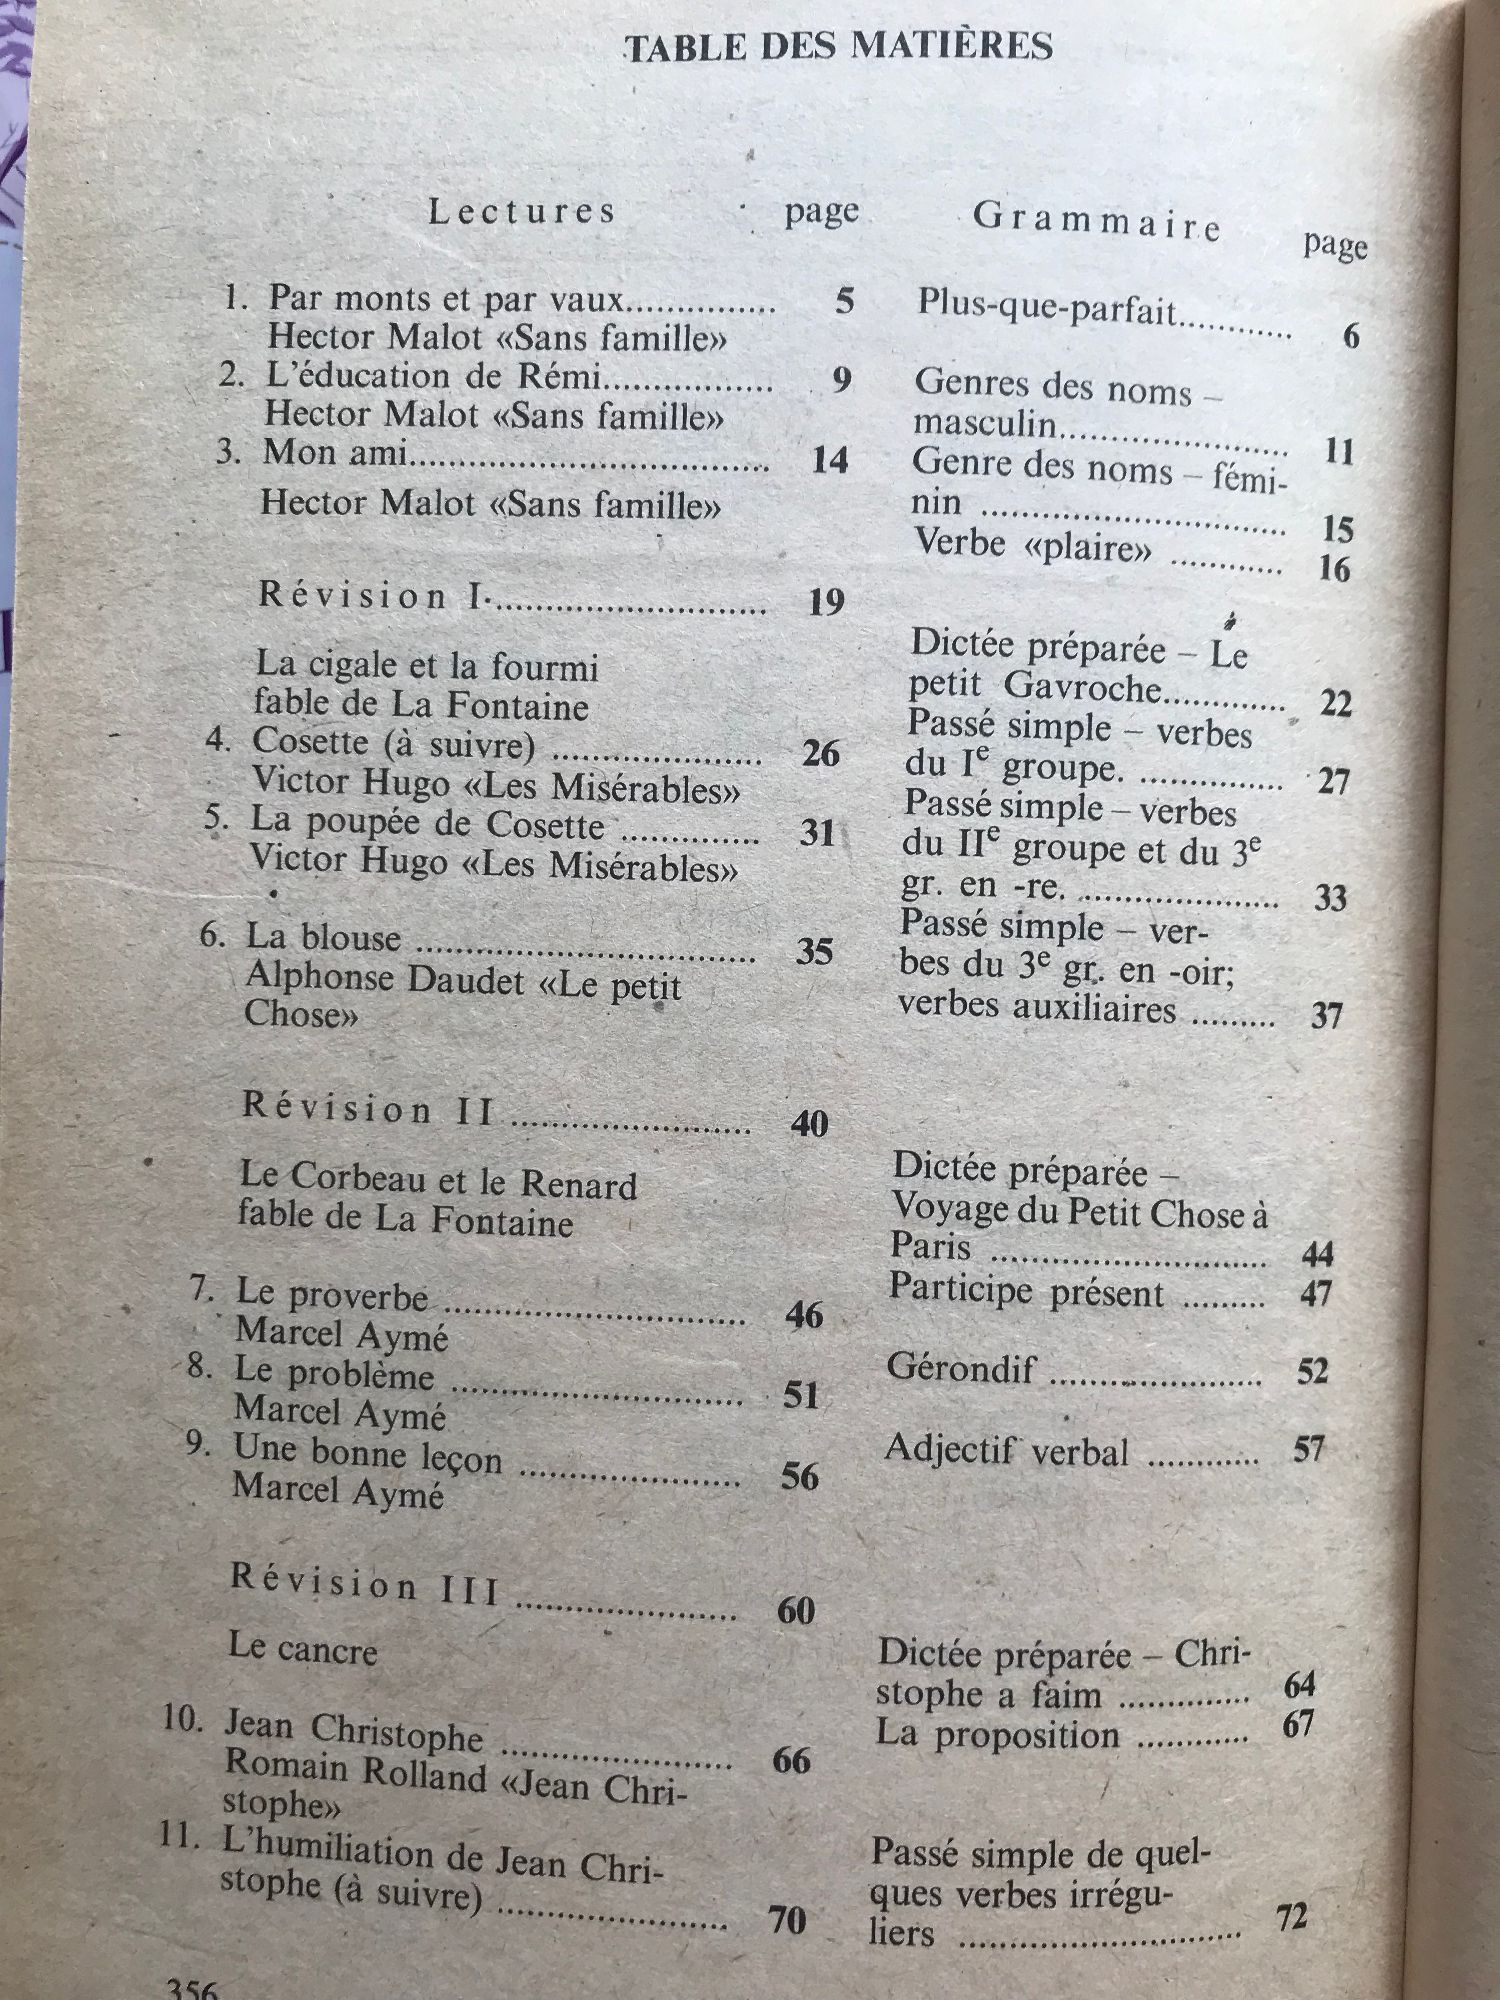 TABLE DES MATIÈRES
Lectures page
1. Par monts et par vaux............... 5
Hector Malot «Sans famille»
2. L'éducation de Rémi................. 9
Hector Malot «Sans famille»
3. Mon ami.................................... 14
Hector Malot «Sans famille»
Révision I............................ 19
La cigale et la fourmi
fable de La Fontaine
4. Cosette (à suivre) ..................... 26
Victor Hugo «Les Misérables»
5. La poupée de Cosette .............. 31
Victor Hugo «Les Misérables»
6. La blouse .................................. 35
Alphonse Daudet «Le petit
Chose»
Révision II ........................ 40
Le Corbeau et le Renard
fable de La Fontaine
7. Le proverbe .............................. 46
Marcel Aymé
8. Le problème ............................. 51
Marcel Aymé
9. Une bonne leçon ...................... 56
Marcel Aymé
Révision III ...................... 60
Le cancre
10. Jean Christophe ....................... 66
Romain Rolland «Jean Chri-
stophe»
11. L'humiliation de Jean Chri-
stophe (à suivre) ....................... 70
Grammaire page
Plus-que-parfait............ 6
Genres des noms –
masculin....................... 11
Genre des noms – fémi-
nin .............................. 15
Verbe «plaire» ............ 16
Dictée préparée – Le
petit Gavroche............. 22
Passé simple – verbes
du Ie groupe. .............. 27
Passé simple – verbes
du IIe groupe et du 3e
gr. en -re. .................... 33
Passé simple – ver-
bes du 3e gr. en -oir;
verbes auxiliaires ......... 37
Dictée préparée –
Voyage du Petit Chose à
Paris ............................ 44
Participe présent ......... 47
Gérondif ..................... 52
Adjectif verbal ............ 57
Dictée préparée – Chri-
stophe a faim .............. 64
La proposition ............ 67
Passé simple de quel-
ques verbes irrégu-
liers ............................ 72
356